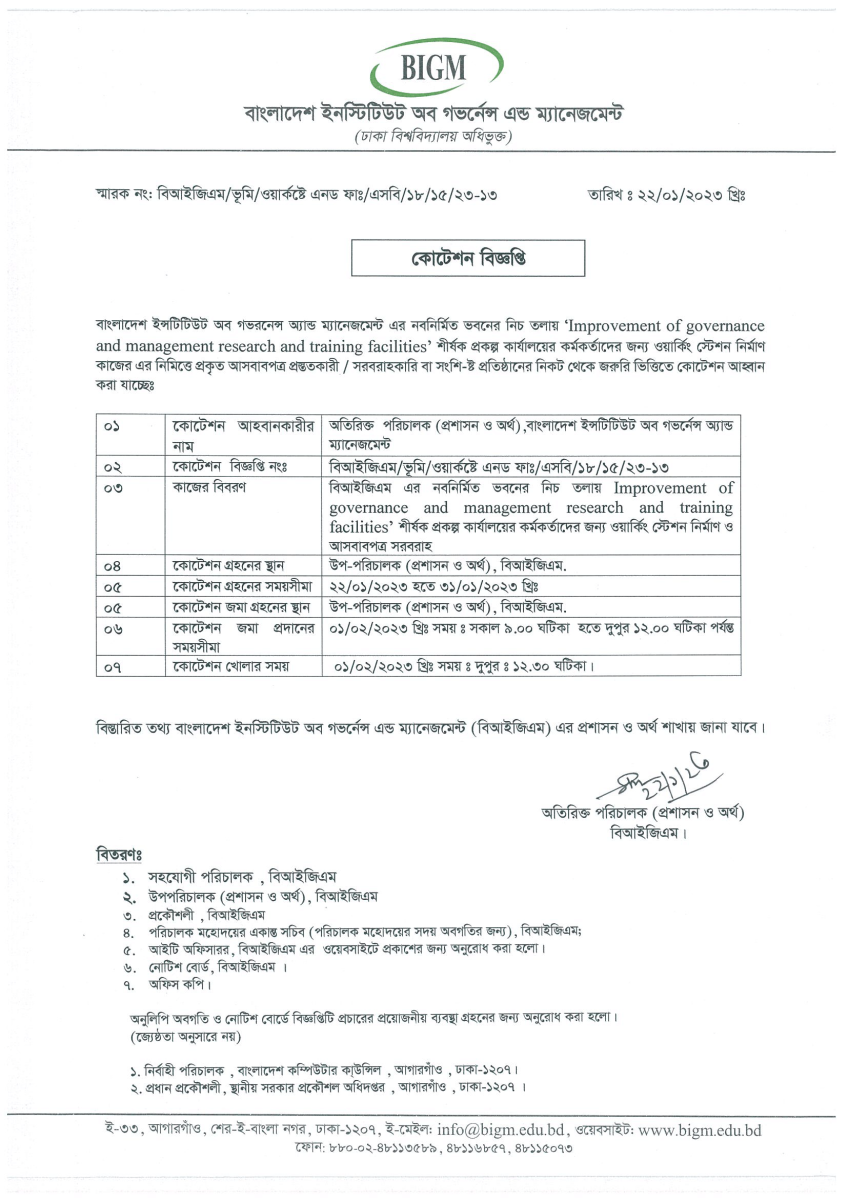 BIGM
বাংলাদেশ ইনস্টিটিউট অব গভর্নেন্স এন্ড ম্যানেজমেন্ট
(ঢাকা বিশ্ববিদ্যালয় অধিভুক্ত)
স্মারক নং: বিআইজিএম/ভূমি/ওয়ার্কষ্টে এনড ফাঃ/এসবি/১৮/১৫/২৩-১৩ তারিখ ঃ ২২/০১/২০২৩ খ্রিঃ
কোটেশন বিজ্ঞপ্তি
বাংলাদেশ ইন্সটিটিউট অব গভরনেন্স অ্যান্ড ম্যানেজমেন্ট এর নবনির্মিত ভবনের নিচ তলায় ‘Improvement of governance
and management research and training facilities’ শীর্ষক প্রকল্প কার্যালয়ের কর্মকর্তাদের জন্য ওয়ার্কিং স্টেশন নির্মাণ
কাজের এর নিমিত্তে প্রকৃত আসবাবপত্র প্রস্তুতকারী / সরবরাহকারি বা সংশি-ষ্ট প্রতিষ্ঠানের নিকট থেকে জরুরি ভিত্তিতে কোটেশন আহ্বান
করা যাচ্ছেঃ
০১ কোটেশন আহবানকারীর অতিরিক্ত পরিচালক (প্রশাসন ও অর্থ),বাংলাদেশ ইন্সটিটিউট অব গভর্নেন্স অ্যান্ড
নাম ম্যানেজমেন্ট
০২ কোটেশন বিজ্ঞপ্তি নংঃ বিআইজিএম/ভূমি/ওয়ার্কষ্টে এনড ফাঃ/এসবি/১৮/১৫/২৩-১৩
০৩ কাজের বিবরণ বিআইজিএম এর নবনির্মিত ভবনের নিচ তলায় Improvement of
governance and management research and training
facilities’ শীর্ষক প্রকল্প কার্যালয়ের কর্মকর্তাদের জন্য ওয়ার্কিং স্টেশন নির্মাণ ও
আসবাবপত্র সরবরাহ
০৪ কোটেশন গ্রহনের স্থান উপ-পরিচালক (প্রশাসন ও অর্থ), বিআইজিএম.
০৫ কোটেশন গ্রহনের সময়সীমা ২২/০১/২০২৩ হতে ৩১/০১/২০২৩ খ্রিঃ
০৫ কোটেশন জমা গ্রহনের স্থান উপ-পরিচালক (প্রশাসন ও অর্থ), বিআইজিএম.
০৬ কোটেশন জমা প্রদানের ০১/০২/২০২৩ খ্রিঃ সময় ঃ সকাল ৯.০০ ঘটিকা হতে দুপুর ১২.০০ ঘটিকা পর্যন্ত
সময়সীমা
০৭ কোটেশন খোলার সময় ০১/০২/২০২৩ খ্রিঃ সময় ঃ দুপুর ঃ ১২.৩০ ঘটিকা।
বিস্তারিত তথ্য বাংলাদেশ ইনস্টিটিউট অব গভর্নেন্স এন্ড ম্যানেজমেন্ট (বিআইজিএম) এর প্রশাসন ও অর্থ শাখায় জানা যাবে।
২২/১/২৩
অতিরিক্ত পরিচালক (প্রশাসন ও অর্থ)
বিআইজিএম।
বিতরণঃ
১. সহযোগী পরিচালক , বিআইজিএম
২. উপপরিচালক (প্রশাসন ও অর্থ), বিআইজিএম
৩. প্রকৌশলী , বিআইজিএম
৪. পরিচালক মহোদয়ের একান্ত সচিব (পরিচালক মহোদয়ের সদয় অবগতির জন্য), বিআইজিএম;
৫. আইটি অফিসারর, বিআইজিএম এর ওয়েবসাইটে প্রকাশের জন্য অনুরোধ করা হলো।
৬. নোটিশ বোর্ড, বিআইজিএম ।
৭. অফিস কপি।
অনুলিপি অবগতি ও নোটিশ বোর্ডে বিজ্ঞপ্তিটি প্রচারের প্রয়োজনীয় ব্যবস্থা গ্রহনের জন্য অনুরোধ করা হলো।
(জ্যেষ্ঠতা অনুসারে নয়)
১. নির্বাহী পরিচালক , বাংলাদেশ কম্পিউটার কাউন্সিল , আগারগাঁও , ঢাকা-১২০৭।
২. প্রধান প্রকৌশলী, স্থানীয় সরকার প্রকৌশল অধিদপ্তর , আগারগাঁও , ঢাকা-১২০৭ ।
ই-৩৩, আগারগাঁও, শের-ই-বাংলা নগর, ঢাকা-১২০৭, ই-মেইল: info@bigm.edu.bd, ওয়েবসাইট: www.bigm.edu.bd
ফোন: ৮৮০-০২-৪৮১১৩৫৮৯, ৪৮১১৬৮৫৭, ৪৮১১৫০৭৩